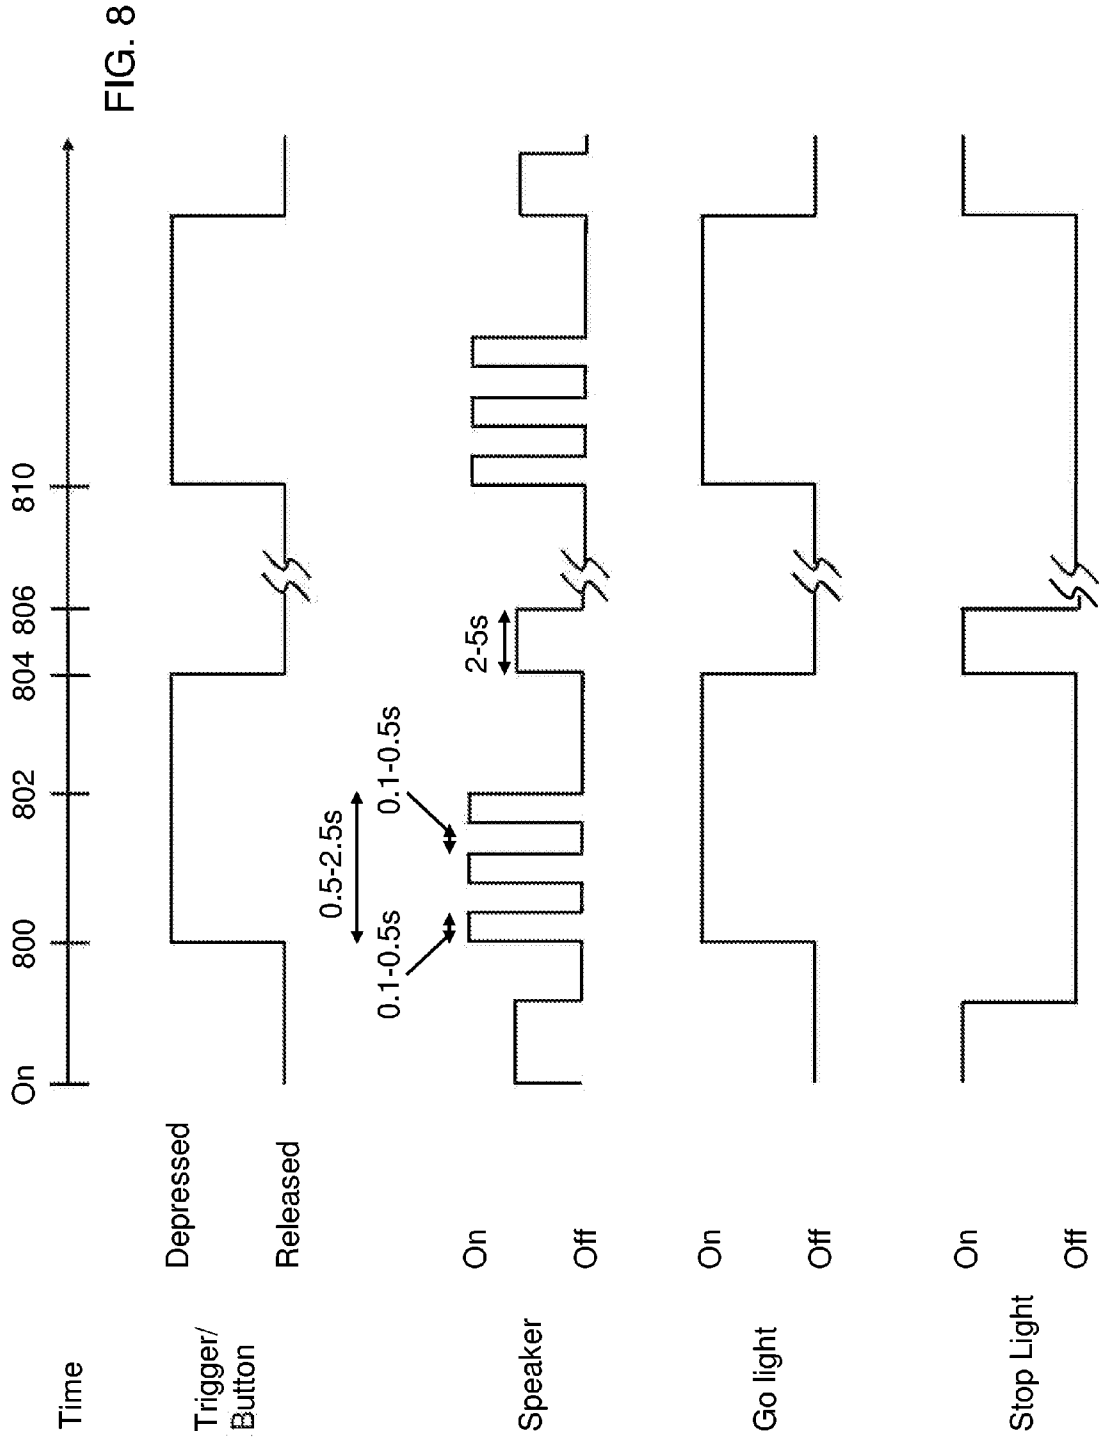 FIG. 8
Time
On
800
802
804
806
810
Trigger/
Button
Depressed
Released
0.5-2.5s
0.1-0.5s
0.1-0.5s
2-5s
Speaker
On
Off
Go light
On
Off
Stop Light
On
Off